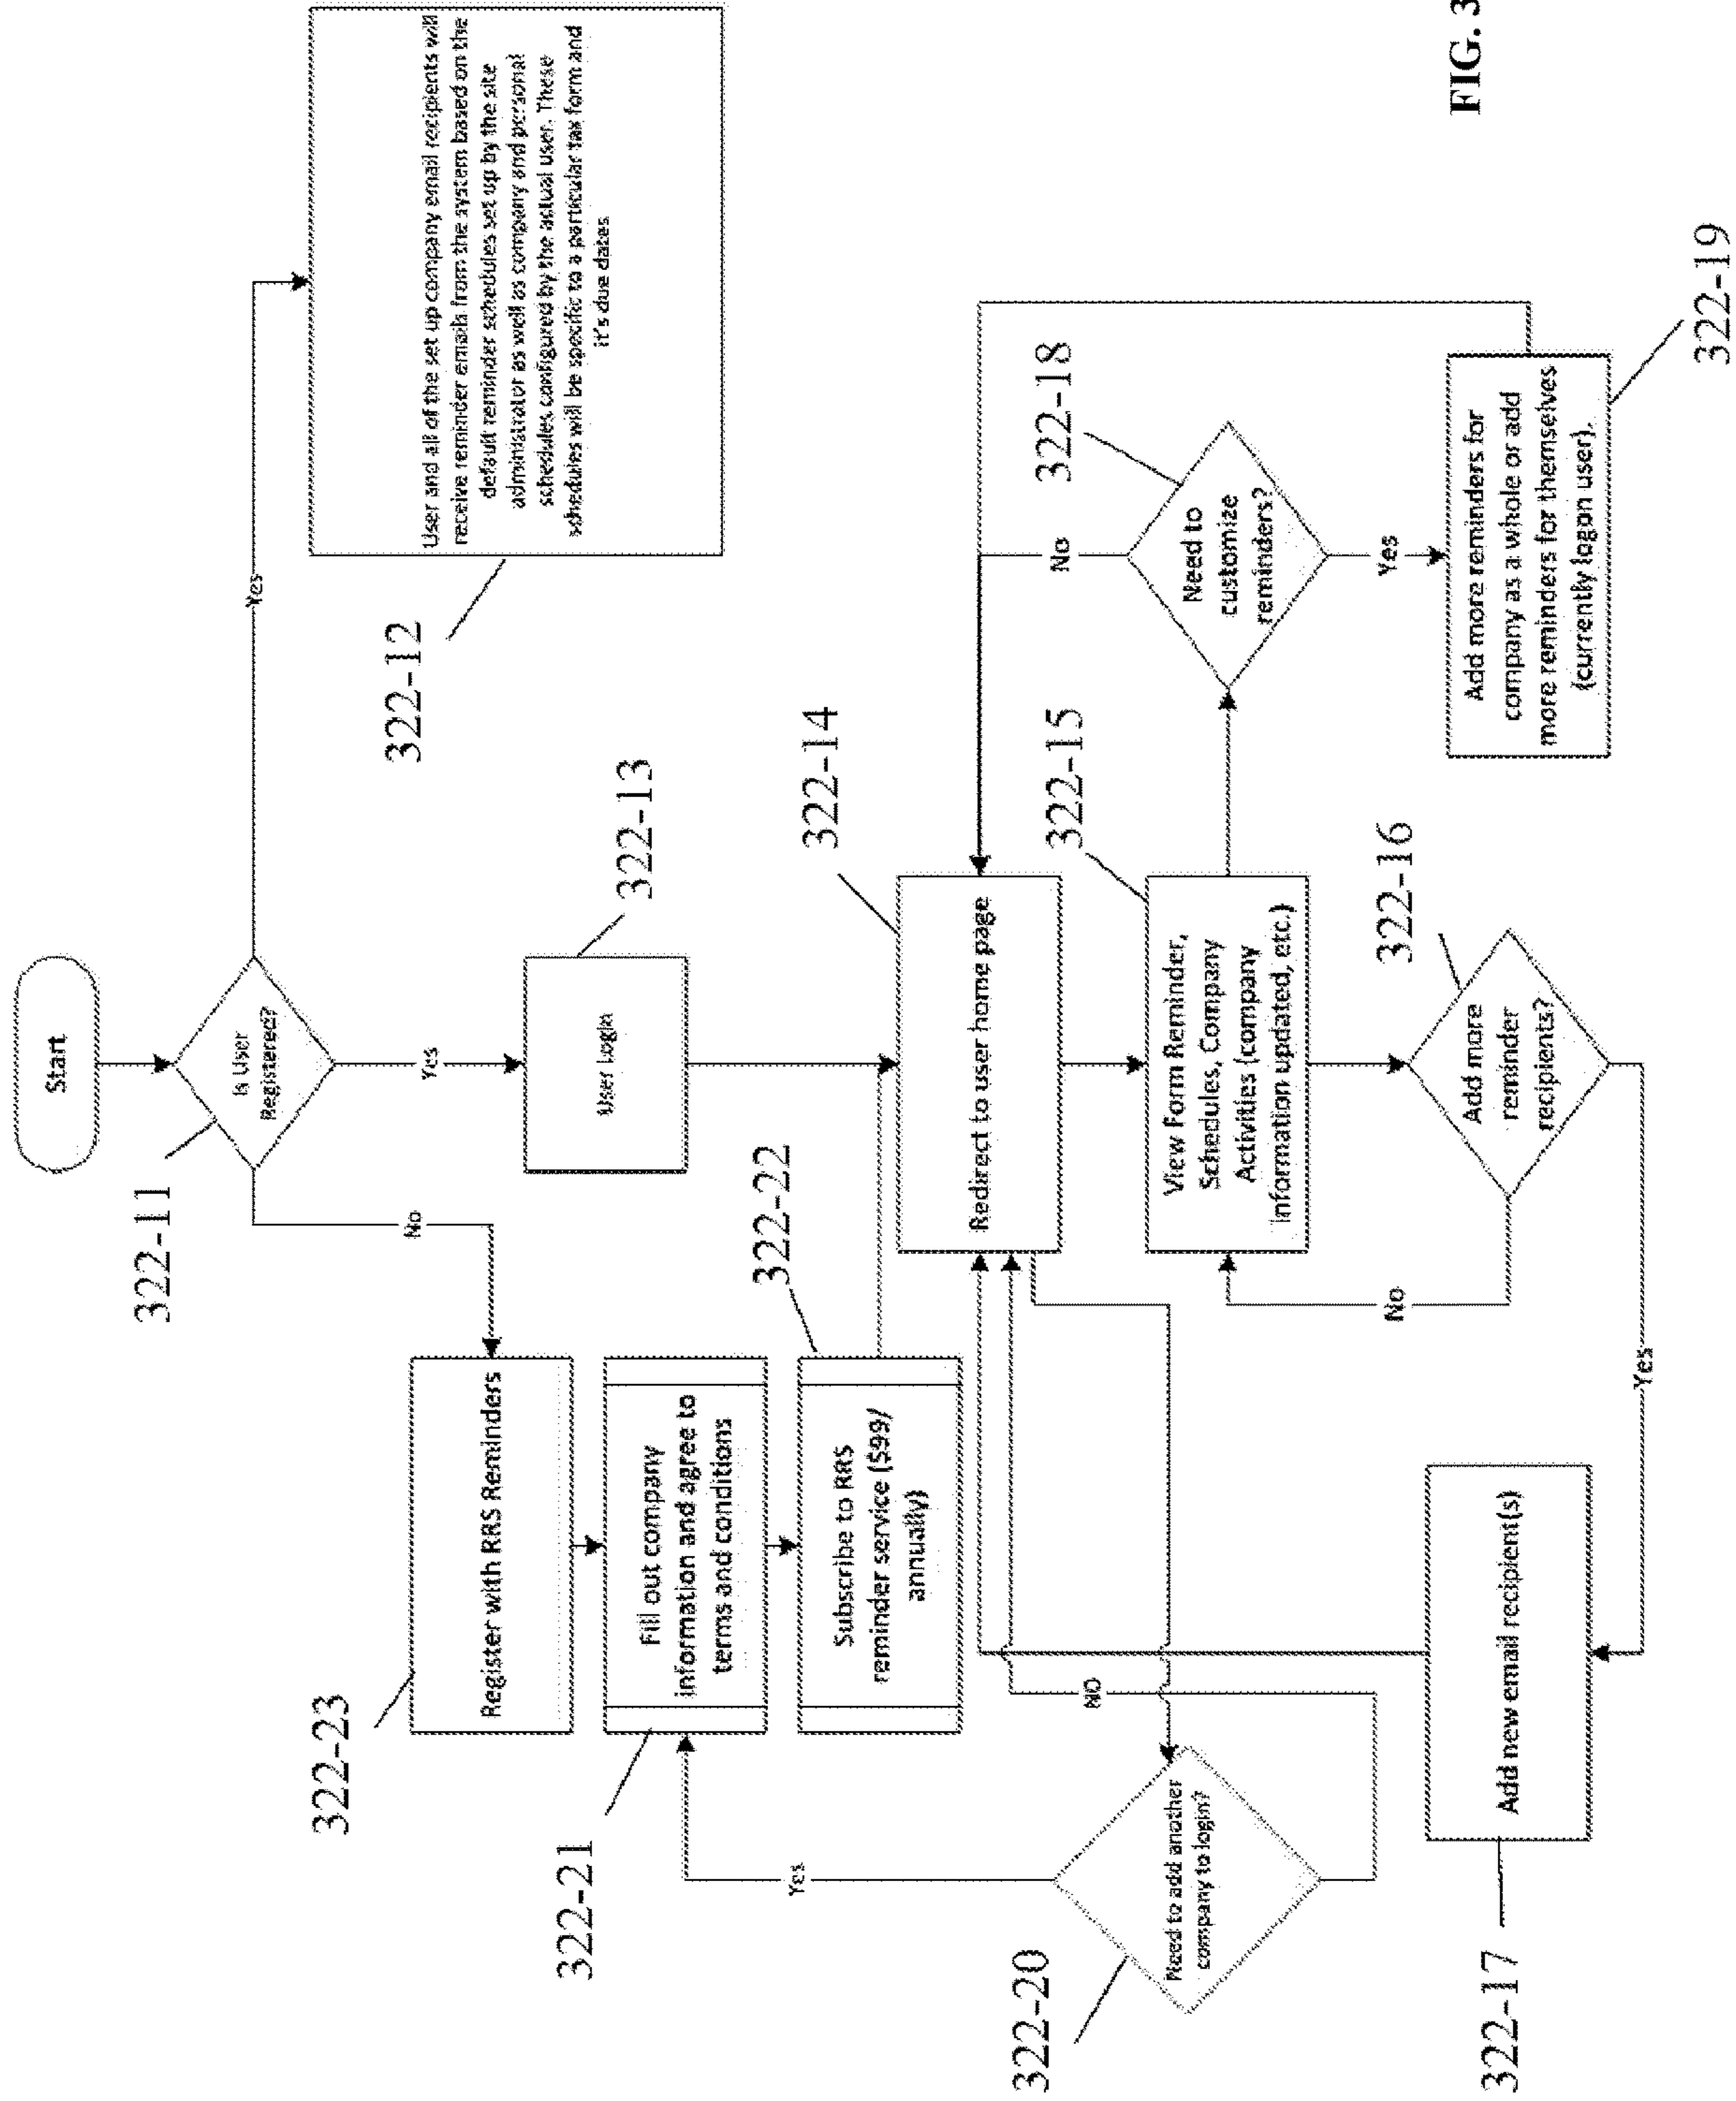 Start
322-11
Is User
Registered?
Yes
User and all of the set up company email recipients will
receive reminder emails from the system based on the
default reminder schedules set up by the site
administrator as well as company and personal
schedules configured by the actual user. These
schedules will be specific to a particular tax form and
it's due dates
322-12
No
Yes
322-23
Register with RRS Reminders
User Login
322-13
322-21
Fill out company
information and agree to
terms and conditions
322-22
Subscribe to RRS
reminder service ($99/
annually)
322-14
Redirect to user home page
Yes
NO
322-20
Need to add another
company to login?
322-15
View Form Reminder,
Schedules, Company
Activities (company
information updated, etc.)
No
322-18
Need to
customize
reminders?
Yes
No
322-16
Add more
reminder
recipients?
Yes
322-17
Add new email recipient(s)
Add more reminders for
company as a whole or add
more reminders for themselves
(currently logon user).
322-19
FIG. 3